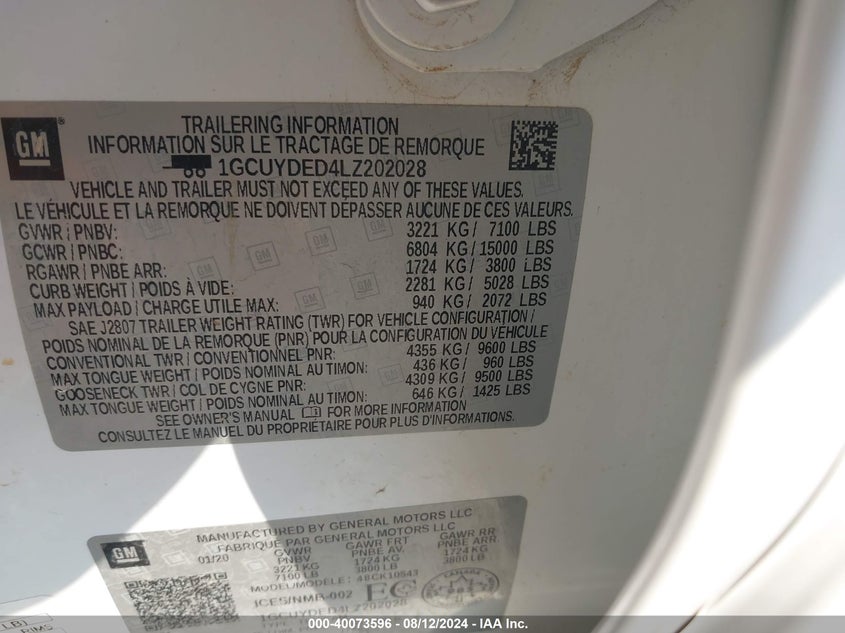 GM ®
TRAILERING INFORMATION
INFORMATION SUR LE TRACTAGE DE REMORQUE
1GCUYDED4LZ202028
VEHICLE AND TRAILER MUST NOT EXCEED ANY OF THESE VALUES.
LE VÉHICULE ET LA REMORQUE NE DOIVENT DÉPASSER AUCUNE DE CES VALEURS.
GVWR / PNBV: 3221 KG / 7100 LBS
GCWR / PNBC: 6804 KG / 15000 LBS
RGAWR / PNBE ARR: 1724 KG / 3800 LBS
CURB WEIGHT / POIDS À VIDE: 2281 KG / 5028 LBS
MAX PAYLOAD / CHARGE UTILE MAX: 940 KG / 2072 LBS
SAE J2807 TRAILER WEIGHT RATING (TWR) FOR VEHICLE CONFIGURATION /
POIDS NOMINAL DE LA REMORQUE (PNR) POUR LA CONFIGURATION DU VÉHICULE
CONVENTIONAL TWR / CONVENTIONNEL PNR: 4355 KG / 9600 LBS
MAX TONGUE WEIGHT / POIDS NOMINAL AU TIMON: 436 KG / 960 LBS
GOOSENECK TWR / COL DE CYGNE PNR: 4309 KG / 9500 LBS
MAX TONGUE WEIGHT / POIDS NOMINAL AU TIMON: 646 KG / 1425 LBS
SEE OWNER'S MANUAL FOR MORE INFORMATION
CONSULTEZ LE MANUEL DU PROPRIÉTAIRE POUR PLUS D'INFORMATIONS.
GM
MANUFACTURED BY GENERAL MOTORS LLC
FABRIQUE PAR GENERAL MOTORS LLC
01/20 GVWR GAWR FRT GAWR RR
PNBV PNBE AV. PNBE ARR.
3221 KG 1724 KG 1724 KG
7100 LB 3800 LB 3800 LB
MODEL/MODÈLE: 4BCK10543
ICES/NMB-002
1GCUYDED4LZ202028
LB)
RIMS
100-40073596 - 08/12/2024 - IAA Inc.